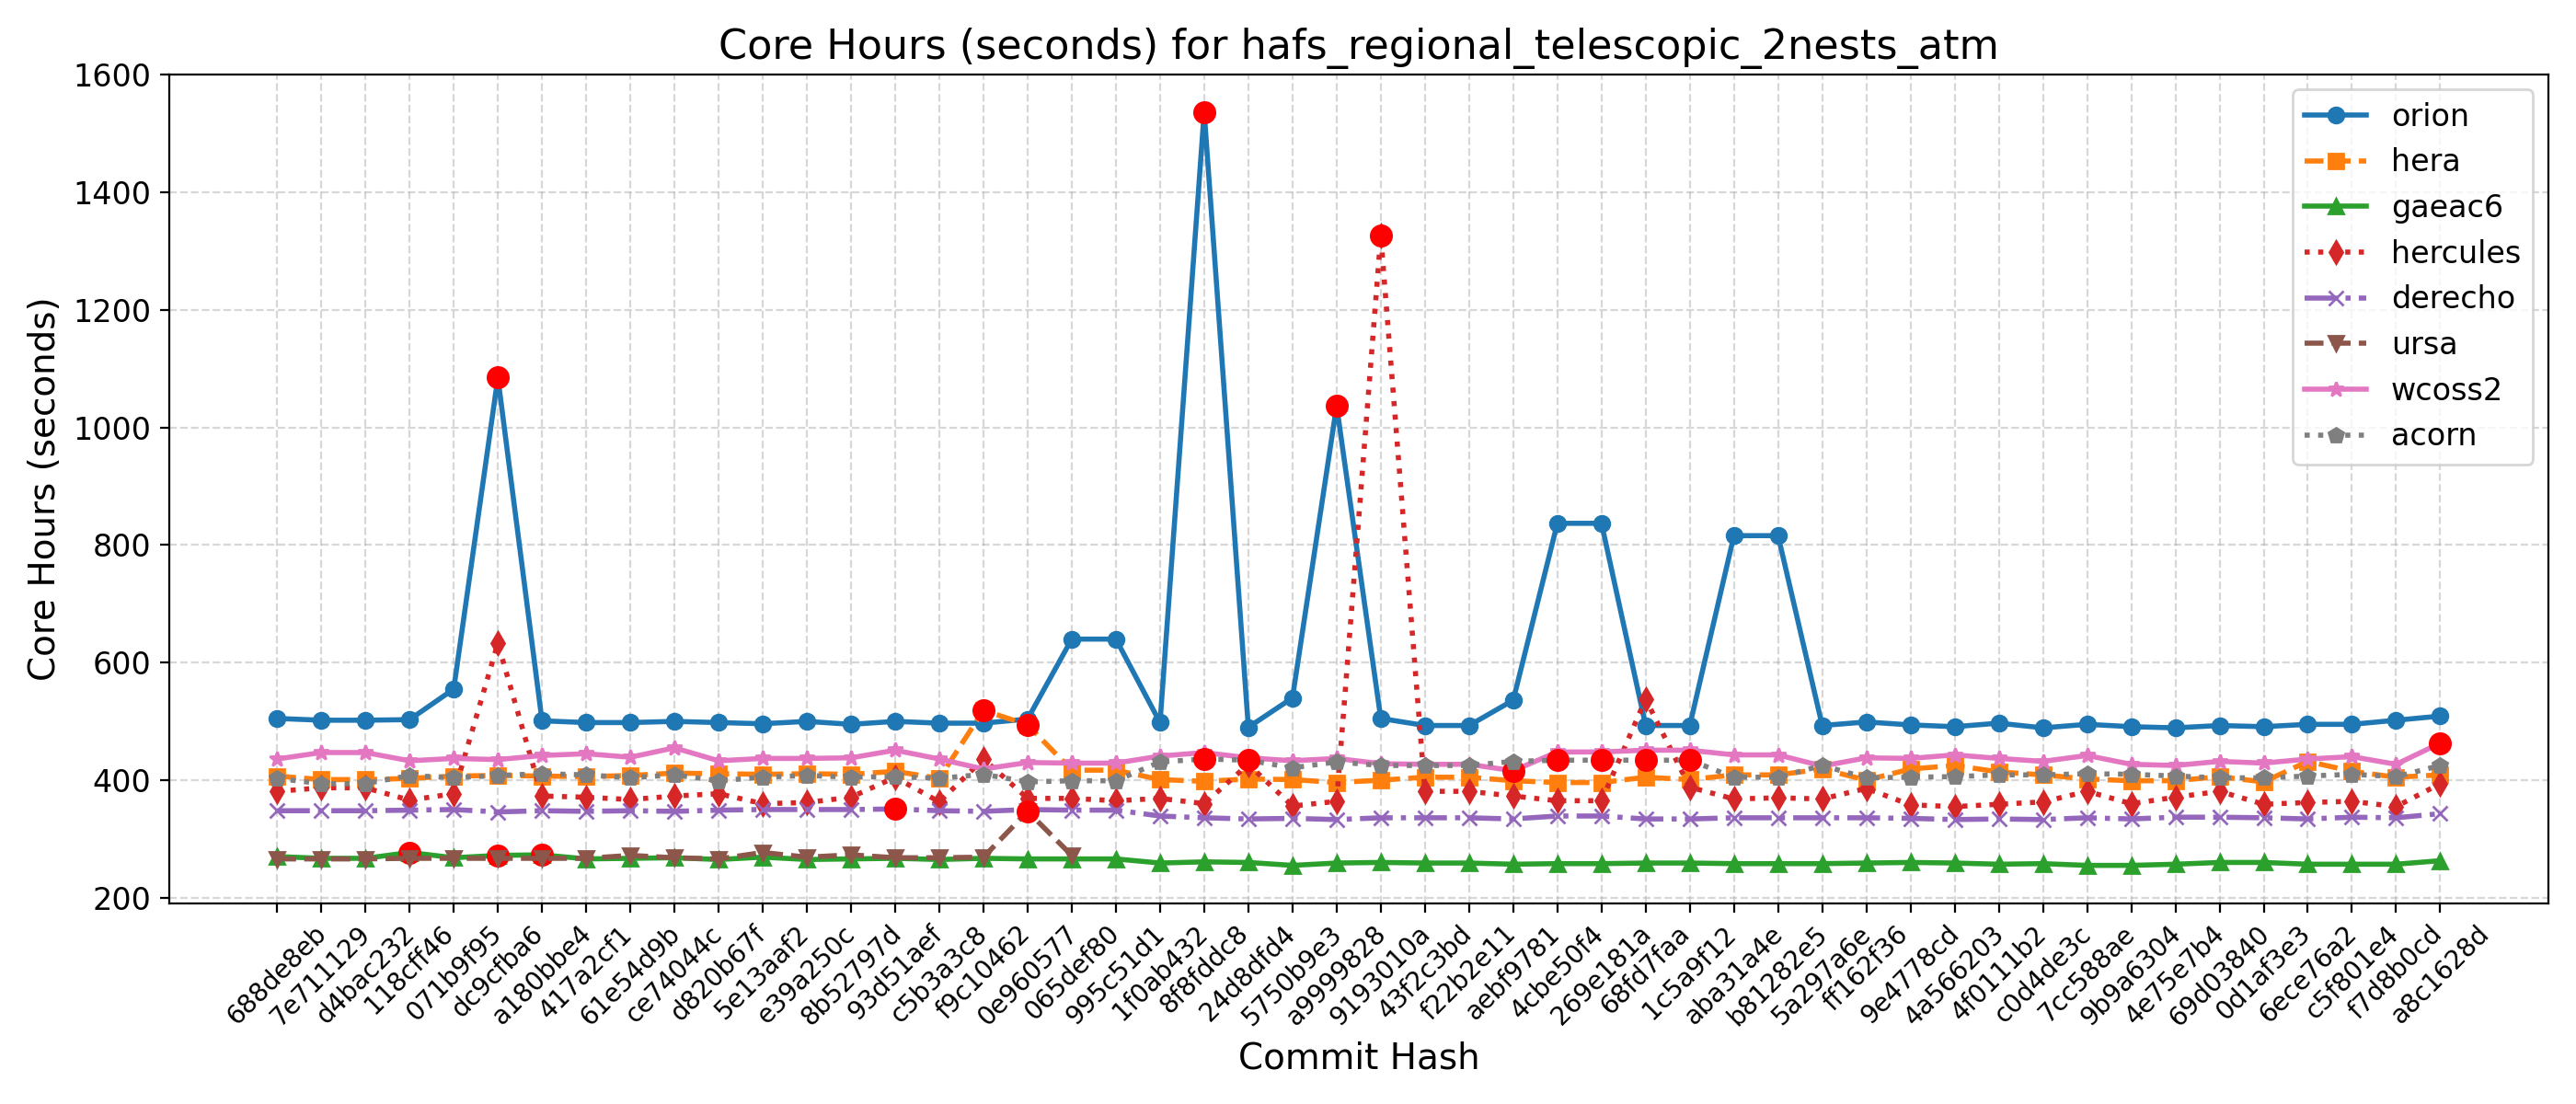 Core Hours (seconds) for hafs_regional_telescopic_2nests_atm
Core Hours (seconds)
1600
1400
1200
1000
800
600
400
200
orion
hera
gaeac6
hercules
derecho
ursa
wcoss2
acorn
688de8eb
7e711129
d4bac232
118cff46
071b9f95
dc9cfba6
a180bbe4
417a2cf1
61e54d9b
ce74044c
d820b67f
5e13aaf2
e39a250c
8b52797d
93d51aef
c5b3a3c8
f9c10462
0e960577
065def80
995c51d1
1f0ab432
8f8fddc8
24d8dfd4
5750b9e3
a9999828
9193010a
43f2c3bd
f22b2e11
aebf9781
4cbe50f4
269e181a
68fd7faa
1c5a9f12
aba31a4e
b81282e5
5a297a6e
ff162f36
9e4778cd
4a566203
4f0111b2
c0d4de3c
7cc588ae
9b9a6304
4e75e7b4
69d03840
0d1af3e3
6ece76a2
c5f801e4
f7d8b0cd
a8c1628d
Commit Hash